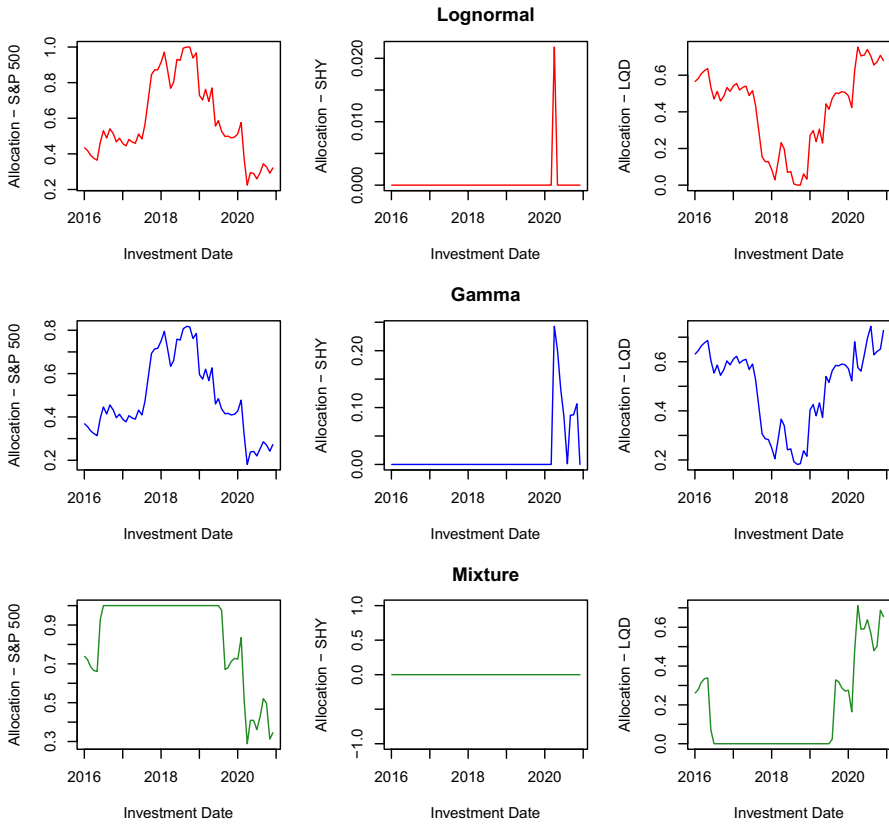 Lognormal
Allocation − S&P 500
0.2 0.4 0.6 0.8 1.0
2016 2018 2020
Investment Date
Allocation − SHY
0.000 0.010 0.020
2016 2018 2020
Investment Date
Allocation − LQD
0.0 0.2 0.4 0.6
2016 2018 2020
Investment Date
Gamma
Allocation − S&P 500
0.2 0.4 0.6 0.8
2016 2018 2020
Investment Date
Allocation − SHY
0.00 0.10 0.20
2016 2018 2020
Investment Date
Allocation − LQD
0.2 0.4 0.6
2016 2018 2020
Investment Date
Mixture
Allocation − S&P 500
0.3 0.5 0.7 0.9
2016 2018 2020
Investment Date
Allocation − SHY
−1.0 0.0 0.5 1.0
2016 2018 2020
Investment Date
Allocation − LQD
0.0 0.2 0.4 0.6
2016 2018 2020
Investment Date